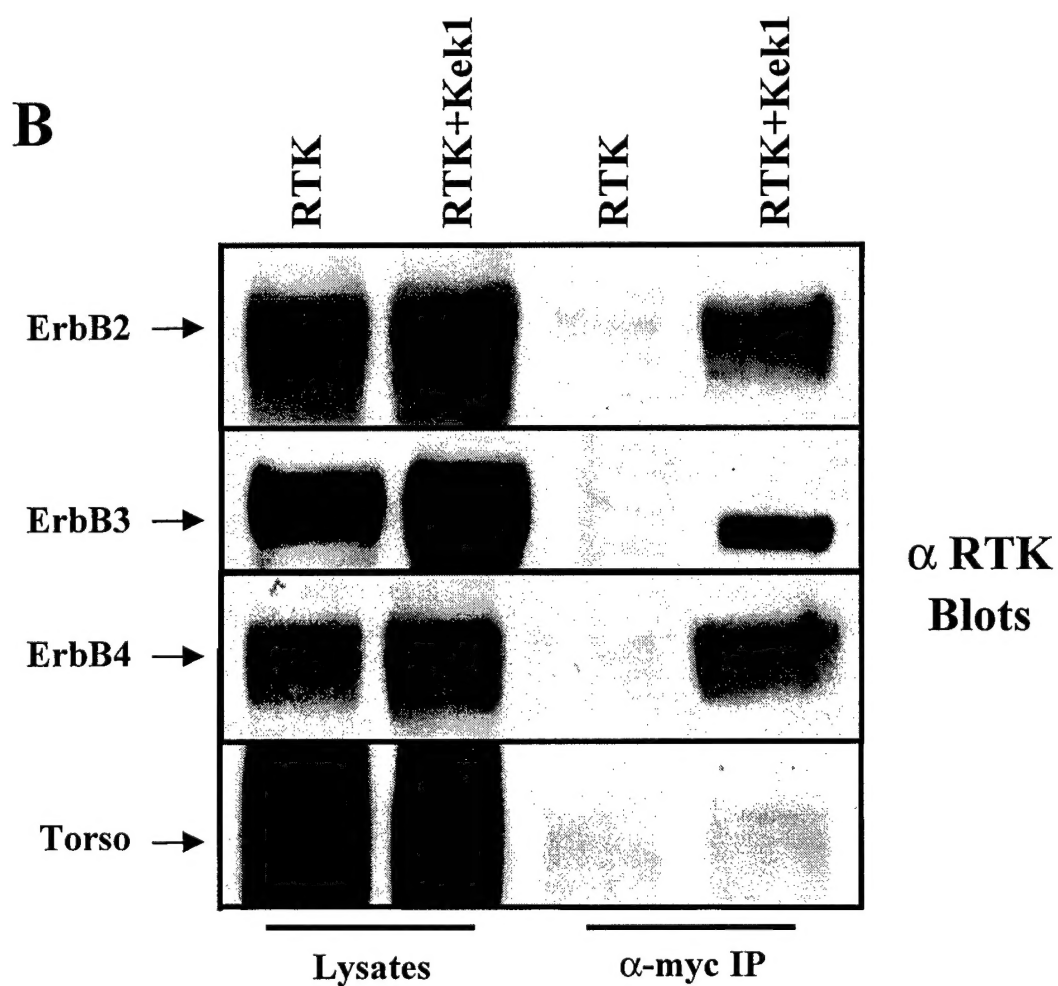 B
RTK
RTK+Kek1
RTK
RTK+Kek1
ErbB2
ErbB3
ErbB4
Torso
α RTK
Blots
Lysates
α-myc IP